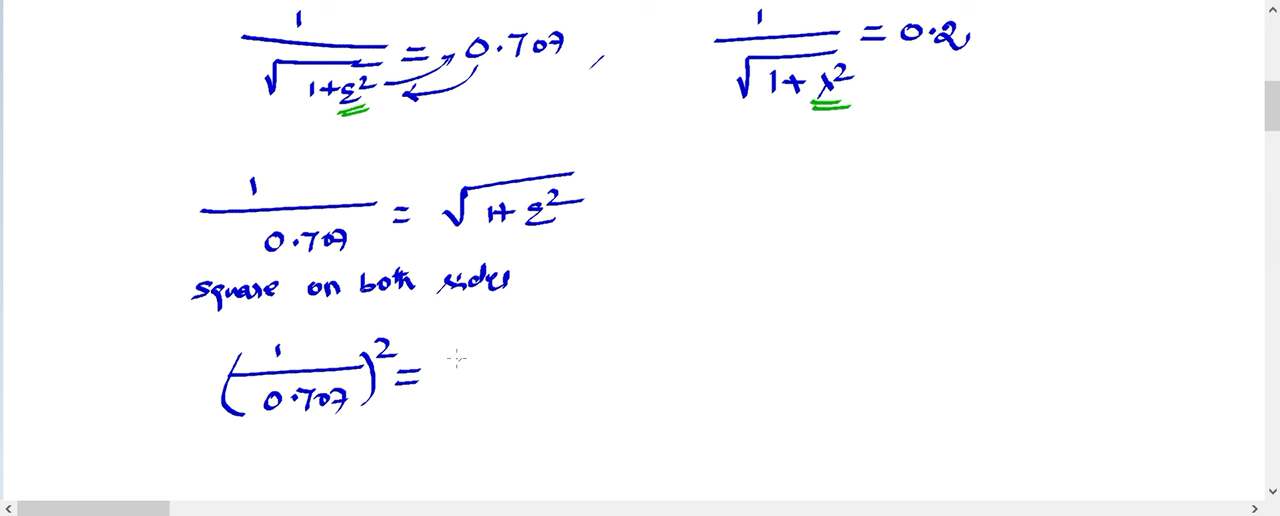 1/√(1+ε²) = 0.707 , 1/√(1+λ²) = 0.2
1/0.707 = √(1+ε²)
square on both sides
(1/0.707)² =